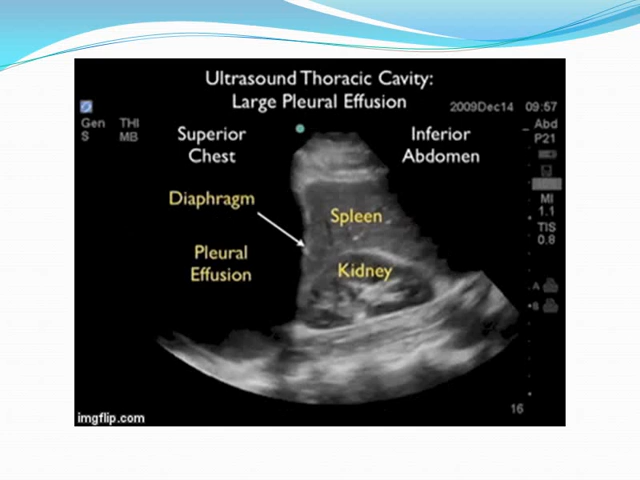 Ultrasound Thoracic Cavity:
Large Pleural Effusion
2009Dec14 09:57
Gen THI
S MB
Superior
Chest
Inferior
Abdomen
Abd
P21
MI
1.1
TIS
0.8
Diaphragm
Spleen
Pleural
Effusion
Kidney
A
B
16
imgflip.com